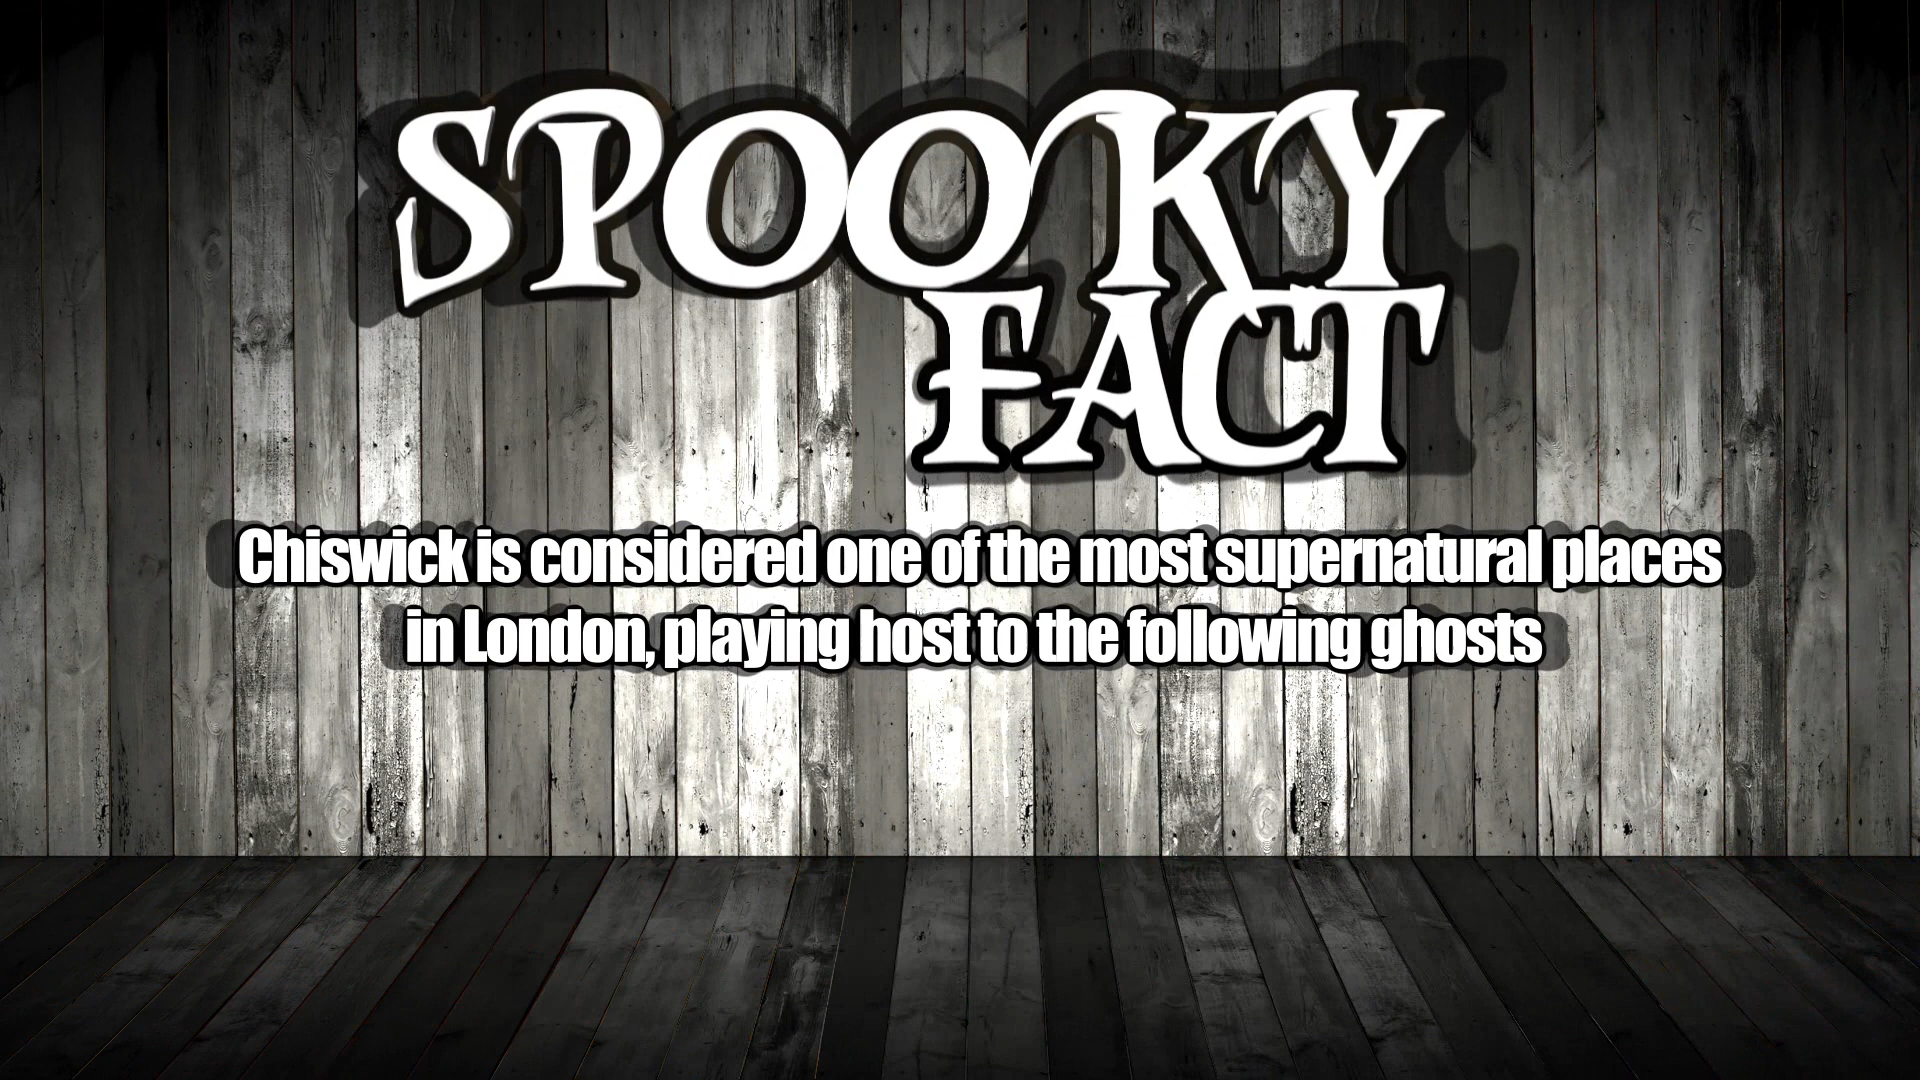 SPOOKY
FACT
Chiswick is considered one of the most supernatural places
in London, playing host to the following ghosts